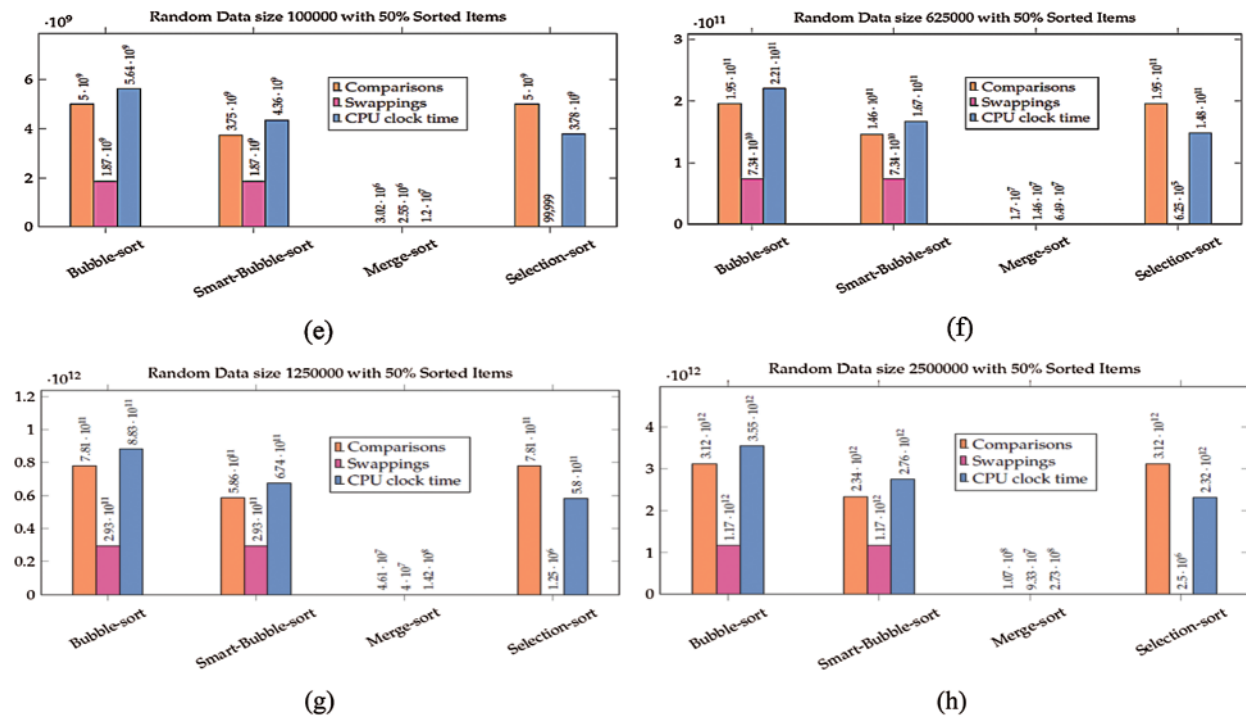 Random Data size 100000 with 50% Sorted Items
·10⁹
6
4
2
0
5 · 10⁹
1.87 · 10⁹
5.64 · 10⁹
3.75 · 10⁹
1.87 · 10⁹
4.36 · 10⁹
3.02 · 10⁶
2.55 · 10⁶
1.2 · 10⁷
5 · 10⁹
99,999
3.78 · 10⁹
Comparisons
Swappings
CPU clock time
Bubble-sort
Smart-Bubble-sort
Merge-sort
Selection-sort
(e)
Random Data size 625000 with 50% Sorted Items
·10¹¹
3
2
1
0
1.95 · 10¹¹
7.34 · 10¹⁰
2.21 · 10¹¹
1.46 · 10¹¹
7.34 · 10¹⁰
1.67 · 10¹¹
1.7 · 10⁷
1.46 · 10⁷
6.49 · 10⁷
1.95 · 10¹¹
6.25 · 10⁵
1.48 · 10¹¹
Comparisons
Swappings
CPU clock time
Bubble-sort
Smart-Bubble-sort
Merge-sort
Selection-sort
(f)
Random Data size 1250000 with 50% Sorted Items
·10¹²
1.2
1
0.8
0.6
0.4
0.2
0
7.81 · 10¹¹
2.93 · 10¹¹
8.83 · 10¹¹
5.86 · 10¹¹
2.93 · 10¹¹
6.74 · 10¹¹
4.61 · 10⁷
4 · 10⁷
1.42 · 10⁸
7.81 · 10¹¹
1.25 · 10⁶
5.8 · 10¹¹
Comparisons
Swappings
CPU clock time
Bubble-sort
Smart-Bubble-sort
Merge-sort
Selection-sort
(g)
Random Data size 2500000 with 50% Sorted Items
·10¹²
4
3
2
1
0
3.12 · 10¹²
1.17 · 10¹²
3.55 · 10¹²
2.34 · 10¹²
1.17 · 10¹²
2.76 · 10¹²
1.07 · 10⁸
9.33 · 10⁷
2.73 · 10⁸
3.12 · 10¹²
2.5 · 10⁶
2.32 · 10¹²
Comparisons
Swappings
CPU clock time
Bubble-sort
Smart-Bubble-sort
Merge-sort
Selection-sort
(h)